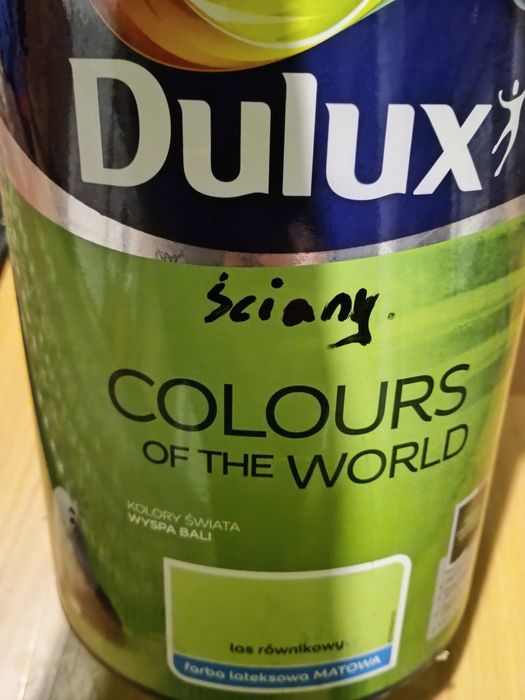 Dulux
ściany.
COLOURS
OF THE WORLD
KOLORY ŚWIATA
WYSPA BALI
las równikowy
farba lateksowa MATOWA